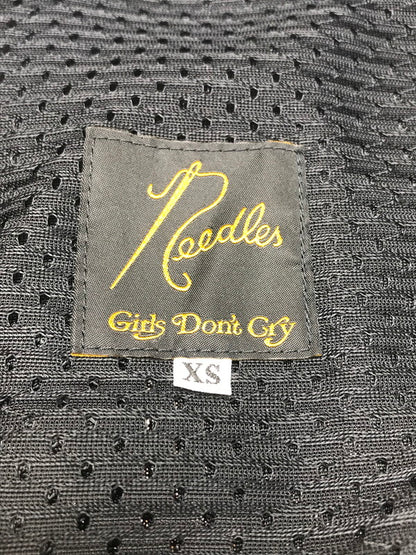 Needles
Girls Don't Cry
XS